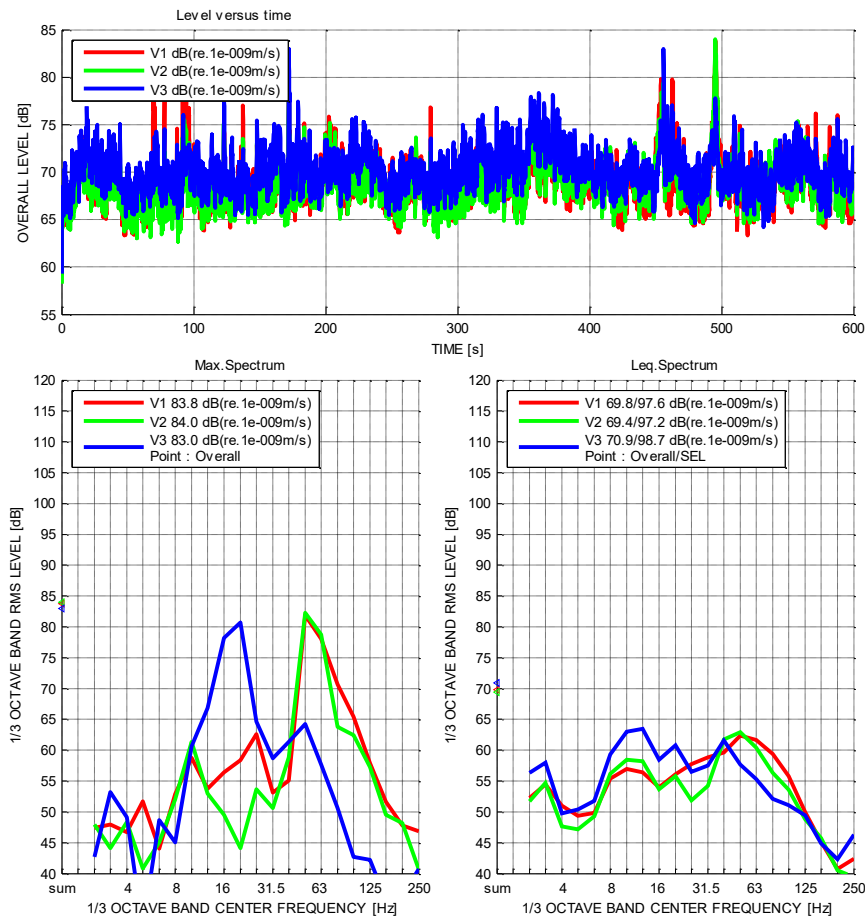 Level versus time
85
80
75
70
65
60
55
OVERALL LEVEL [dB]
V1 dB(re.1e-009m/s)
V2 dB(re.1e-009m/s)
V3 dB(re.1e-009m/s)
0 100 200 300 400 500 600
TIME [s]
Max.Spectrum
120
115
110
105
100
95
90
85
80
75
70
65
60
55
50
45
40
1/3 OCTAVE BAND RMS LEVEL [dB]
V1 83.8 dB(re.1e-009m/s)
V2 84.0 dB(re.1e-009m/s)
V3 83.0 dB(re.1e-009m/s)
Point : Overall
sum 4 8 16 31.5 63 125 250
1/3 OCTAVE BAND CENTER FREQUENCY [Hz]
Leq.Spectrum
120
115
110
105
100
95
90
85
80
75
70
65
60
55
50
45
40
1/3 OCTAVE BAND RMS LEVEL [dB]
V1 69.8/97.6 dB(re.1e-009m/s)
V2 69.4/97.2 dB(re.1e-009m/s)
V3 70.9/98.7 dB(re.1e-009m/s)
Point : Overall/SEL
sum 4 8 16 31.5 63 125 250
1/3 OCTAVE BAND CENTER FREQUENCY [Hz]